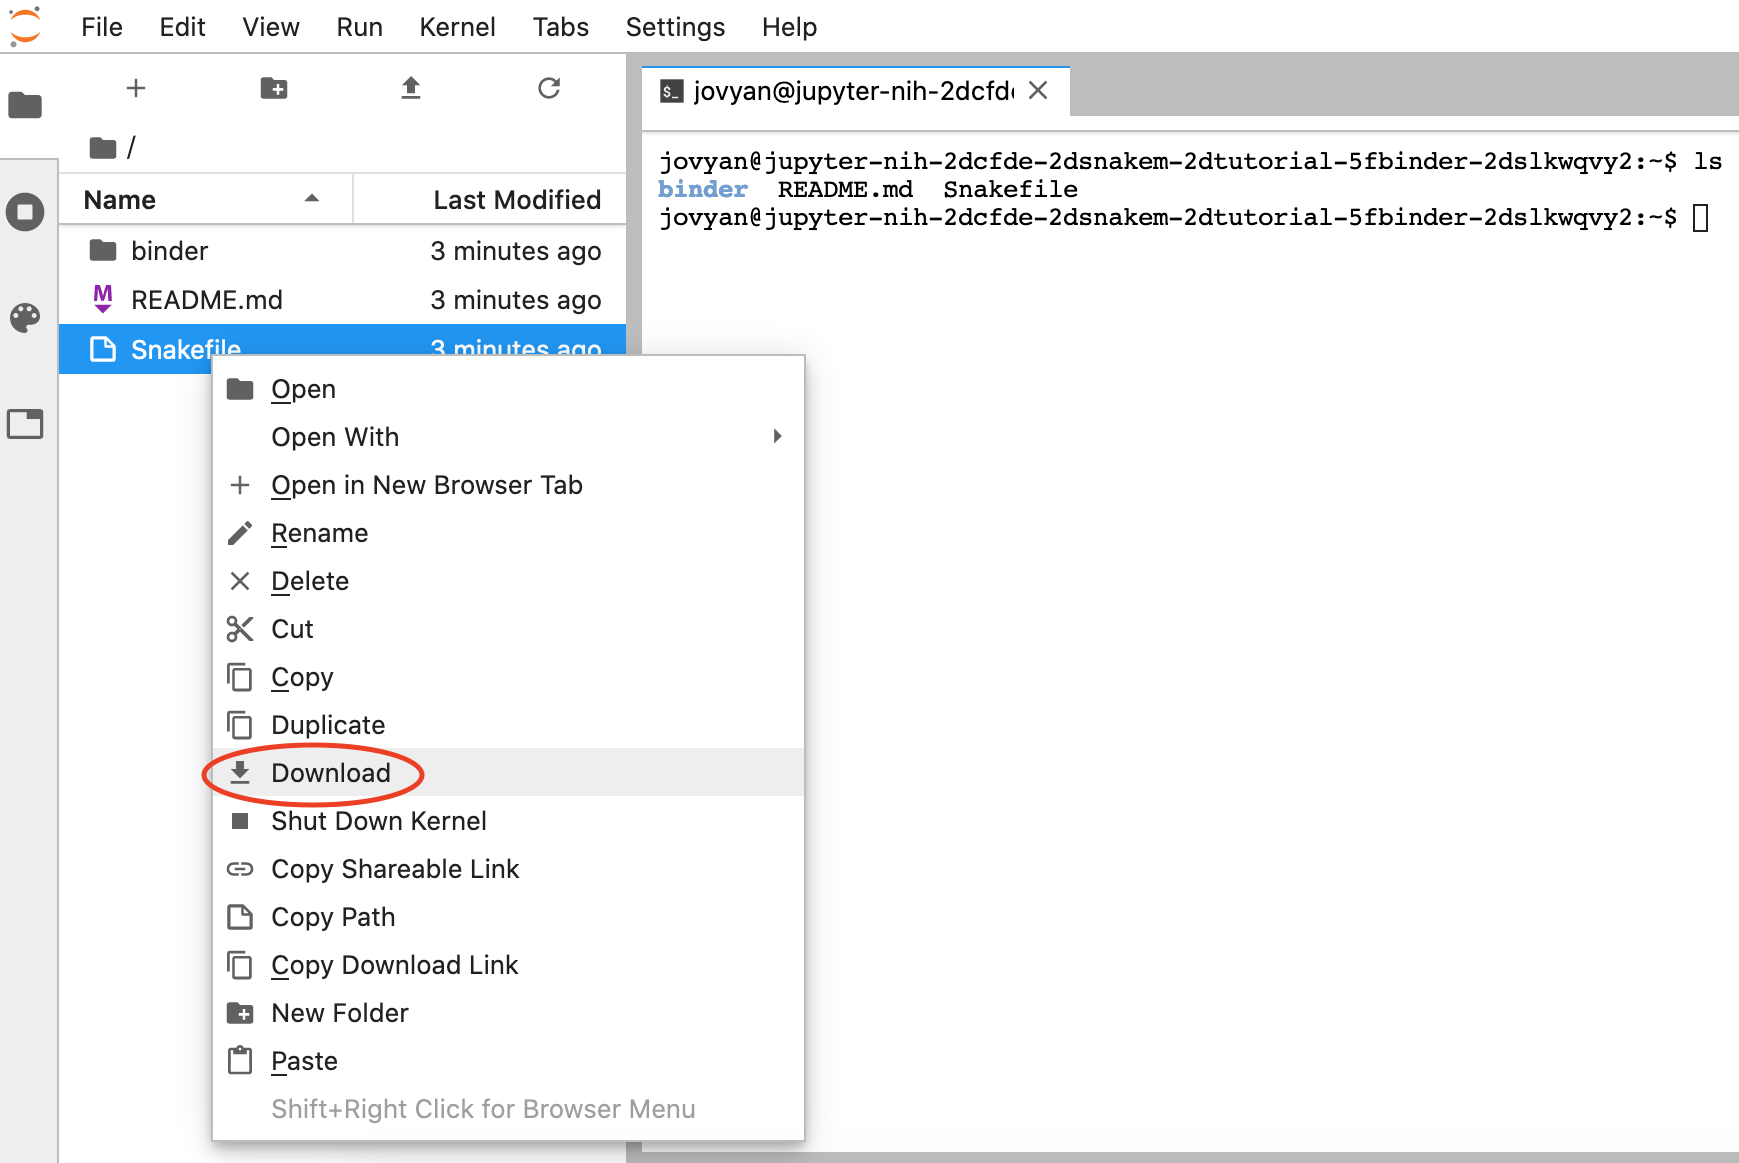 File Edit View Run Kernel Tabs Settings Help
/
Name Last Modified
binder 3 minutes ago
README.md 3 minutes ago
Snakefile 3 minutes ago
Open
Open With
Open in New Browser Tab
Rename
Delete
Cut
Copy
Duplicate
Download
Shut Down Kernel
Copy Shareable Link
Copy Path
Copy Download Link
New Folder
Paste
Shift+Right Click for Browser Menu
$_ jovyan@jupyter-nih-2dcfd
jovyan@jupyter-nih-2dcfde-2dsnakem-2dtutorial-5fbinder-2dslkwqvy2:~$ ls
binder README.md Snakefile
jovyan@jupyter-nih-2dcfde-2dsnakem-2dtutorial-5fbinder-2dslkwqvy2:~$